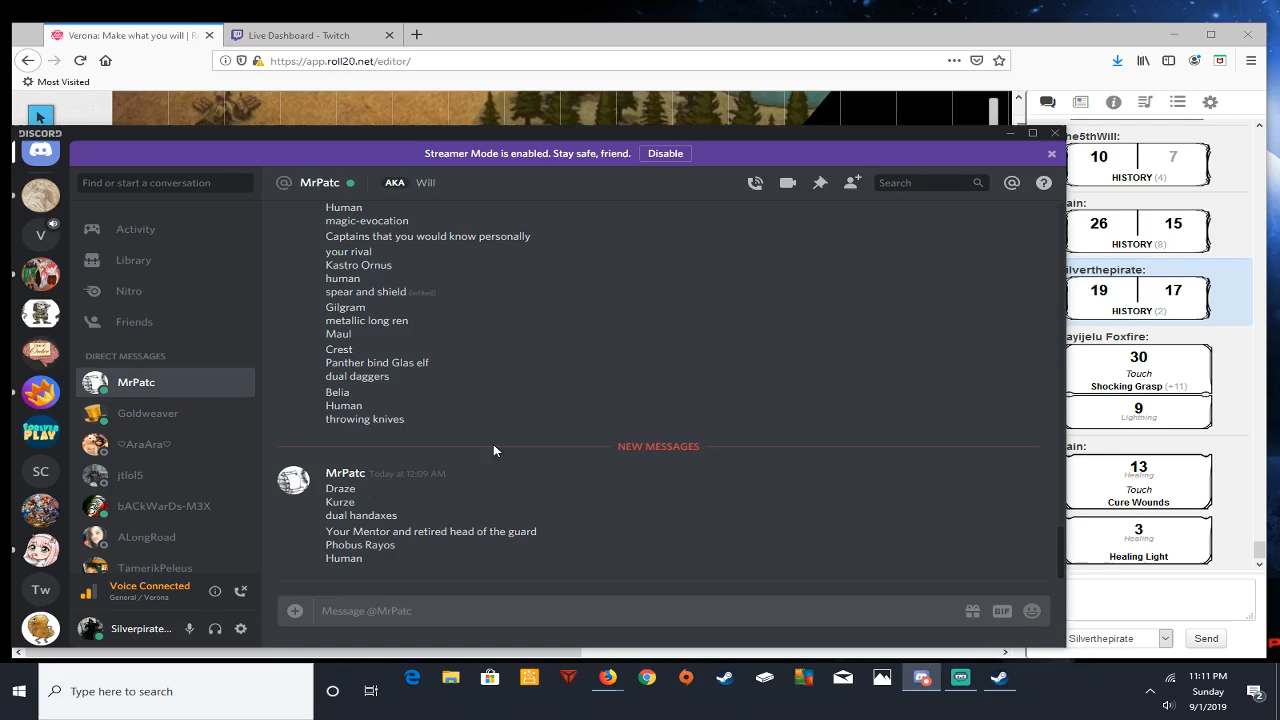 Verona: Make what you will | R
Live Dashboard - Twitch
https://app.roll20.net/editor/
Most Visited
DISCORD
Streamer Mode is enabled. Stay safe, friend.
Disable
Find or start a conversation
MrPatc
AKA
Will
Search
Activity
Library
Nitro
Friends
DIRECT MESSAGES
MrPatc
Goldweaver
♡AraAra♡
jtlol5
bACkWarDs-M3X
ALongRoad
TamerikPeleus
V
SC
Tw
FOREVER
PLAY
Voice Connected
General / Verona
Silverpirate...
Human
magic-evocation
Captains that you would know personally
your rival
Kastro Ornus
human
spear and shield (edited)
Gilgram
metallic long ren
Maul
Crest
Panther bind Glas elf
dual daggers
Belia
Human
throwing knives
NEW MESSAGES
MrPatc Today at 12:09 AM
Draze
Kurze
dual handaxes
Your Mentor and retired head of the guard
Phobus Rayos
Human
Message @MrPatc
GIF
he5thWill:
10 7
HISTORY (4)
ain:
26 15
HISTORY (8)
ilverthepirate:
19 17
HISTORY (2)
ayijelu Foxfire:
30
Touch
Shocking Grasp (+11)
9
Lightning
ain:
13
Healing
Touch
Cure Wounds
3
Healing
Healing Light
Silverthepirate
Send
Type here to search
11:11 PM
Sunday
9/1/2019
2